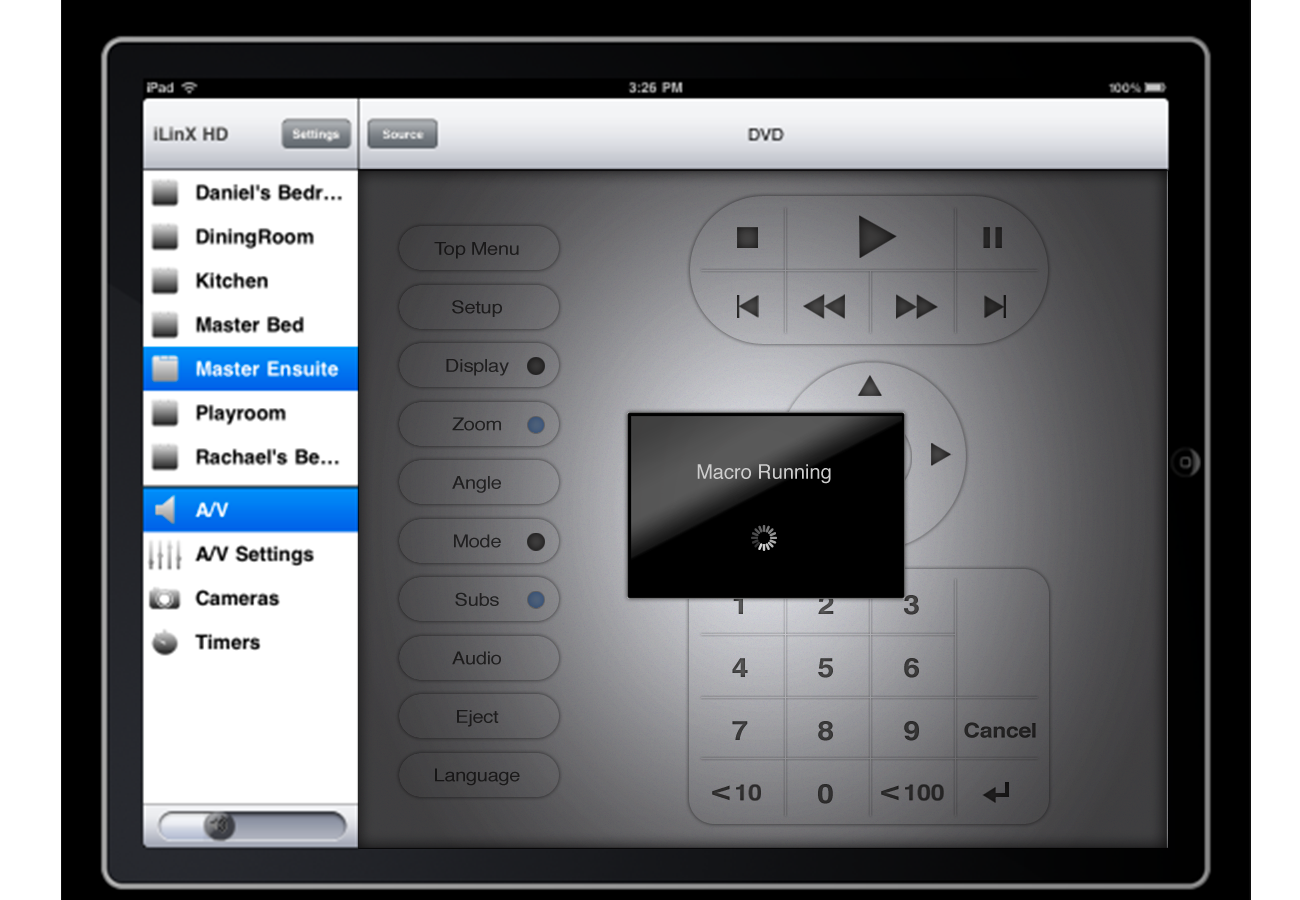 iPad 3:26 PM 100%
iLinX HD Settings Source DVD
Daniel's Bedr...
DiningRoom
Kitchen
Master Bed
Master Ensuite
Playroom
Rachael's Be...
A/V
A/V Settings
Cameras
Timers
Top Menu
Setup
Display
Zoom
Angle
Mode
Subs
Audio
Eject
Language
Macro Running
1 2 3
4 5 6
7 8 9 Cancel
<10 0 <100